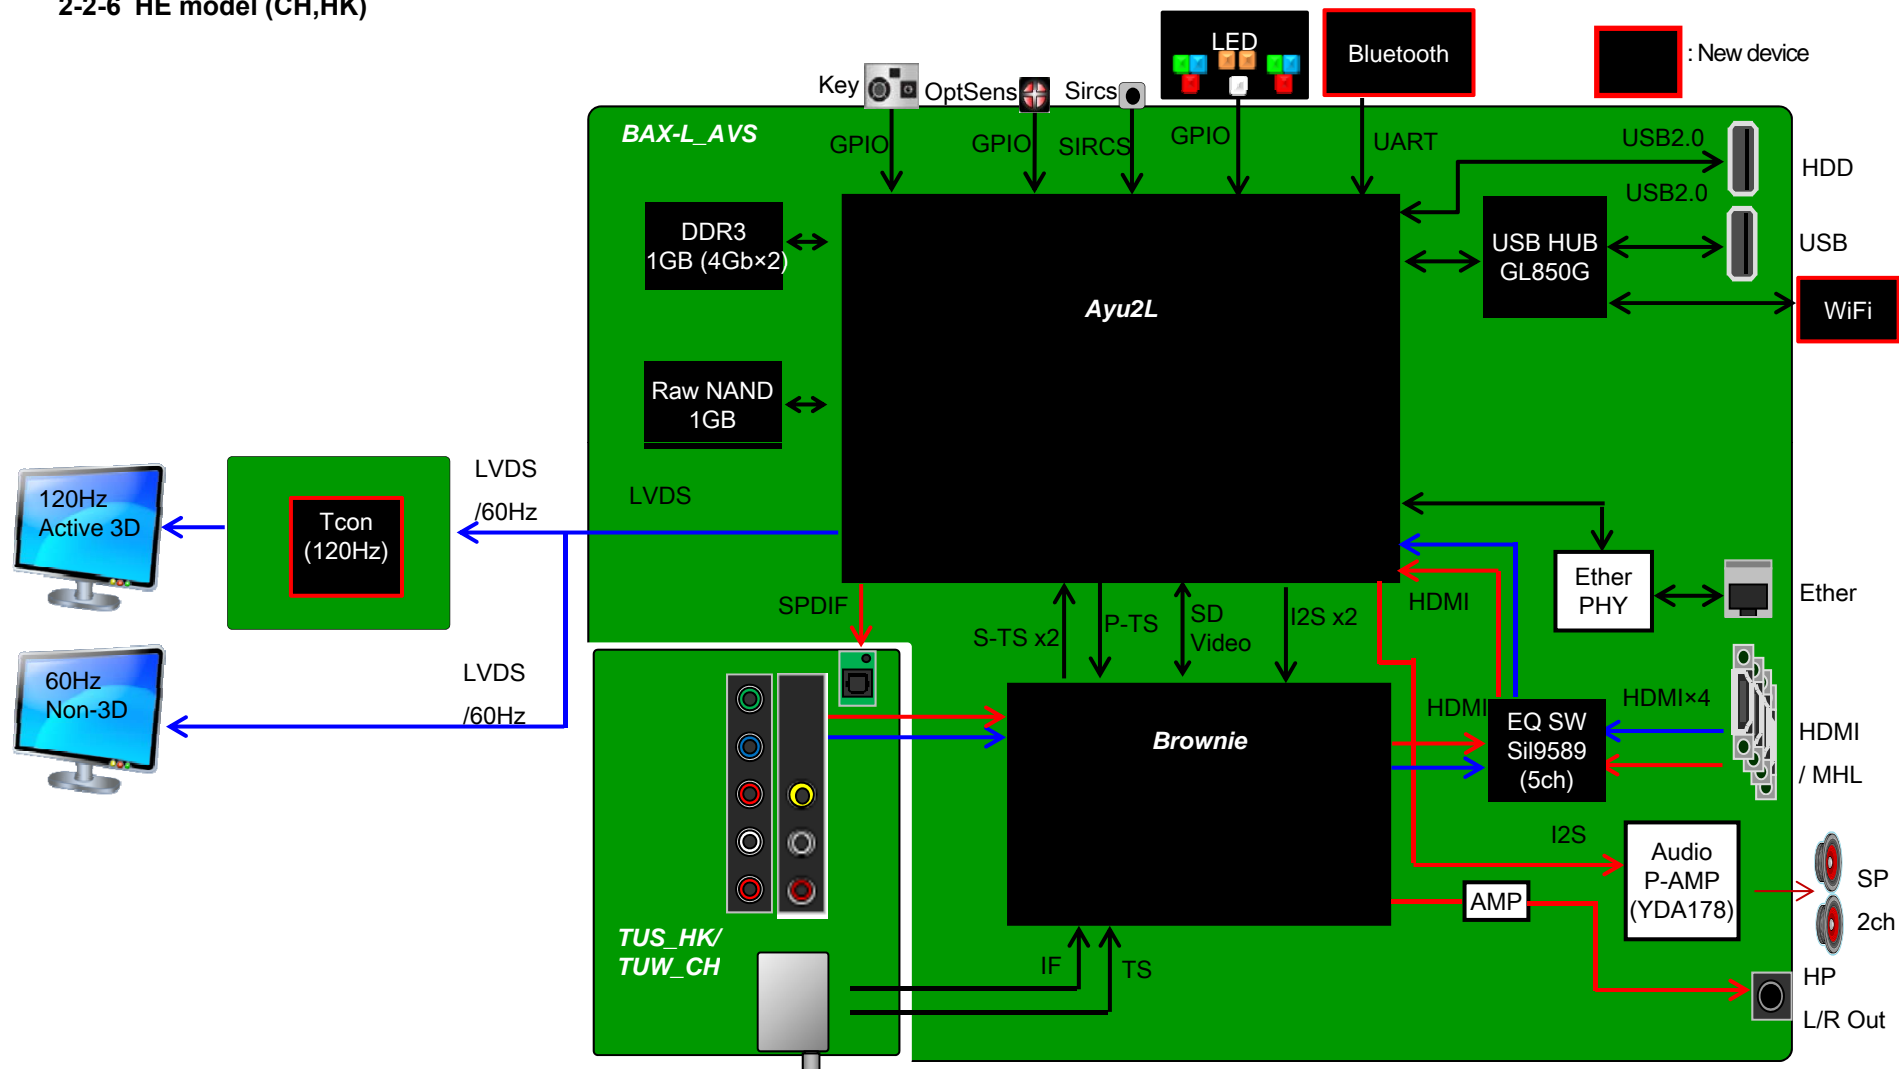 2-2-6 HE model (CH,HK)
LED
Bluetooth
: New device
Key
OptSens
Sircs
BAX-L_AVS
GPIO
GPIO
SIRCS
GPIO
UART
USB2.0
HDD
USB2.0
DDR3
1GB (4Gb×2)
USB HUB
GL850G
USB
Ayu2L
WiFi
Raw NAND
1GB
LVDS
/60Hz
LVDS
120Hz
Active 3D
Tcon
(120Hz)
Ether
PHY
Ether
SPDIF
S-TS x2
P-TS
SD
Video
I2S x2
HDMI
60Hz
Non-3D
LVDS
/60Hz
HDMI
HDMI×4
EQ SW
Sil9589
(5ch)
HDMI
/ MHL
Brownie
I2S
Audio
P-AMP
(YDA178)
SP
2ch
AMP
TUS_HK/
TUW_CH
IF
TS
HP
L/R Out